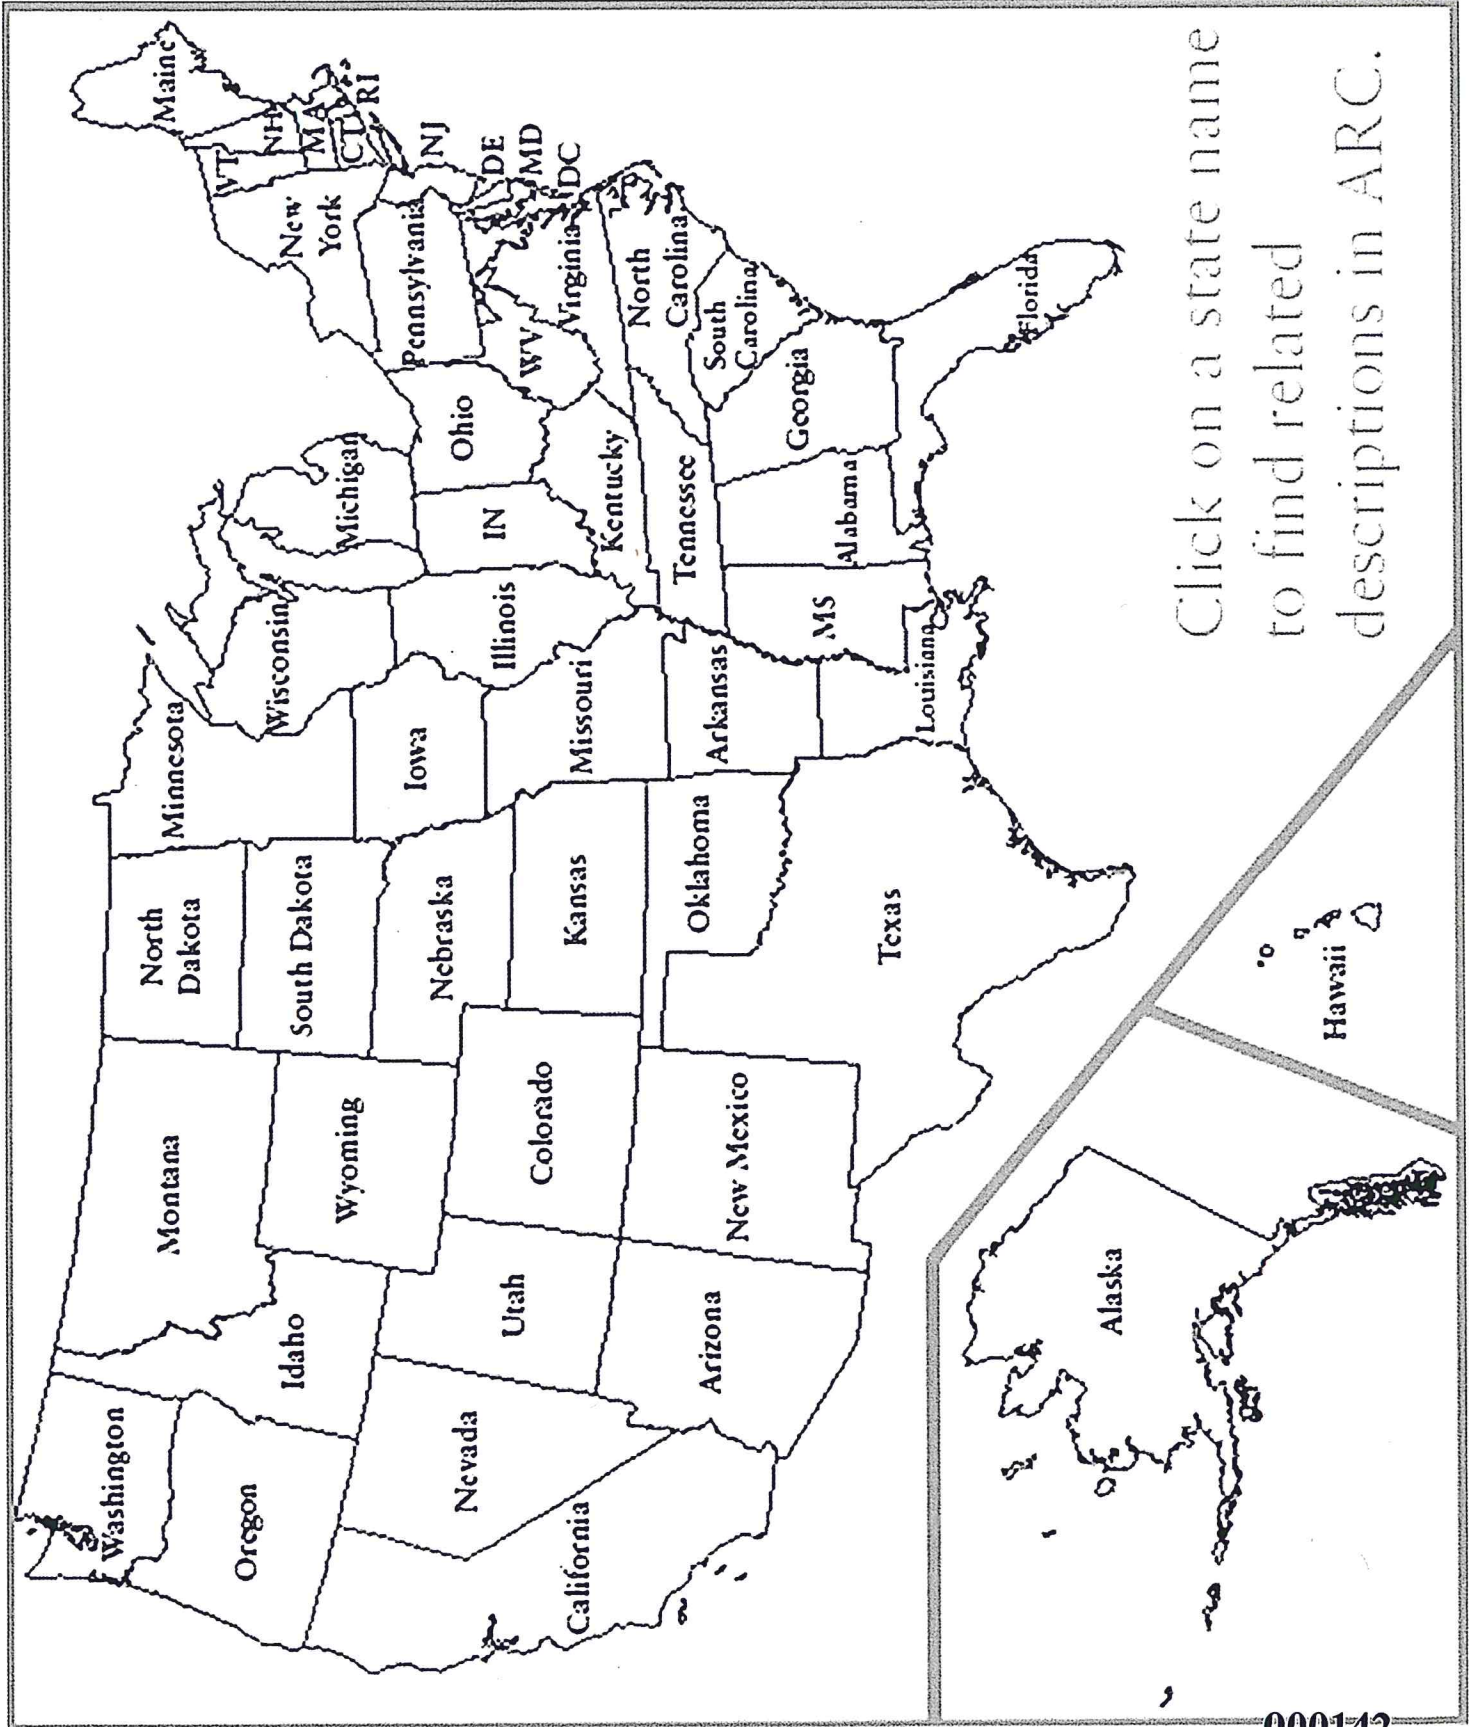 Washington
Oregon
California
Nevada
Idaho
Montana
Wyoming
Utah
Arizona
Colorado
New Mexico
North
Dakota
South Dakota
Nebraska
Kansas
Oklahoma
Texas
Minnesota
Iowa
Missouri
Arkansas
Louisiana
Wisconsin
Illinois
MS
Michigan
IN
Kentucky
Tennessee
Alabama
Ohio
Georgia
Florida
South
Carolina
North
Carolina
Virginia
WV
Pennsylvania
New
York
VT
NH
Maine
MA
CT
RI
NJ
DE
MD
DC
Alaska
Hawaii
Click on a state name
to find related
descriptions in ARC.
000142